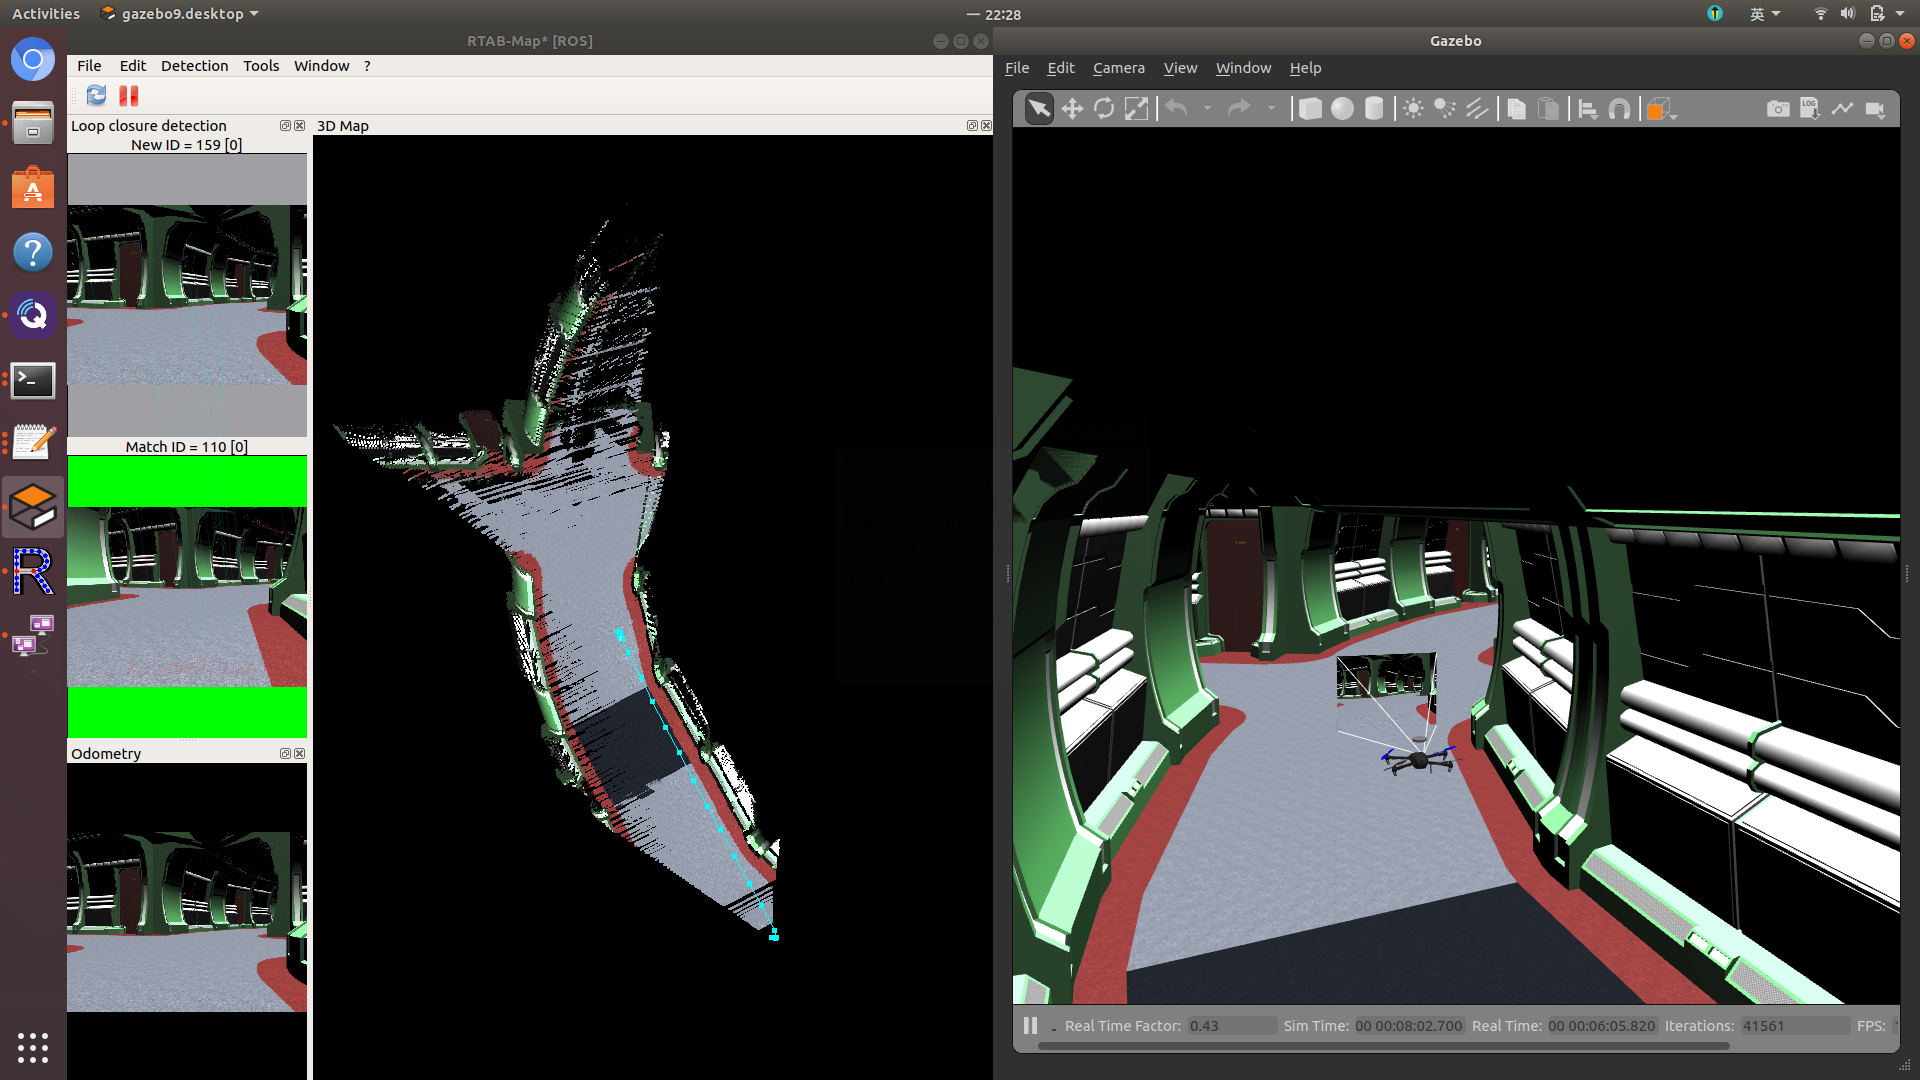 Activities gazebo9.desktop — 22:28 英
RTAB-Map* [ROS]
File Edit Detection Tools Window ?
Loop closure detection
New ID = 159 [0]
Match ID = 110 [0]
Odometry
3D Map
Gazebo
File Edit Camera View Window Help
LOG
Real Time Factor: 0.43 Sim Time: 00 00:08:02.700 Real Time: 00 00:06:05.820 Iterations: 41561 FPS: